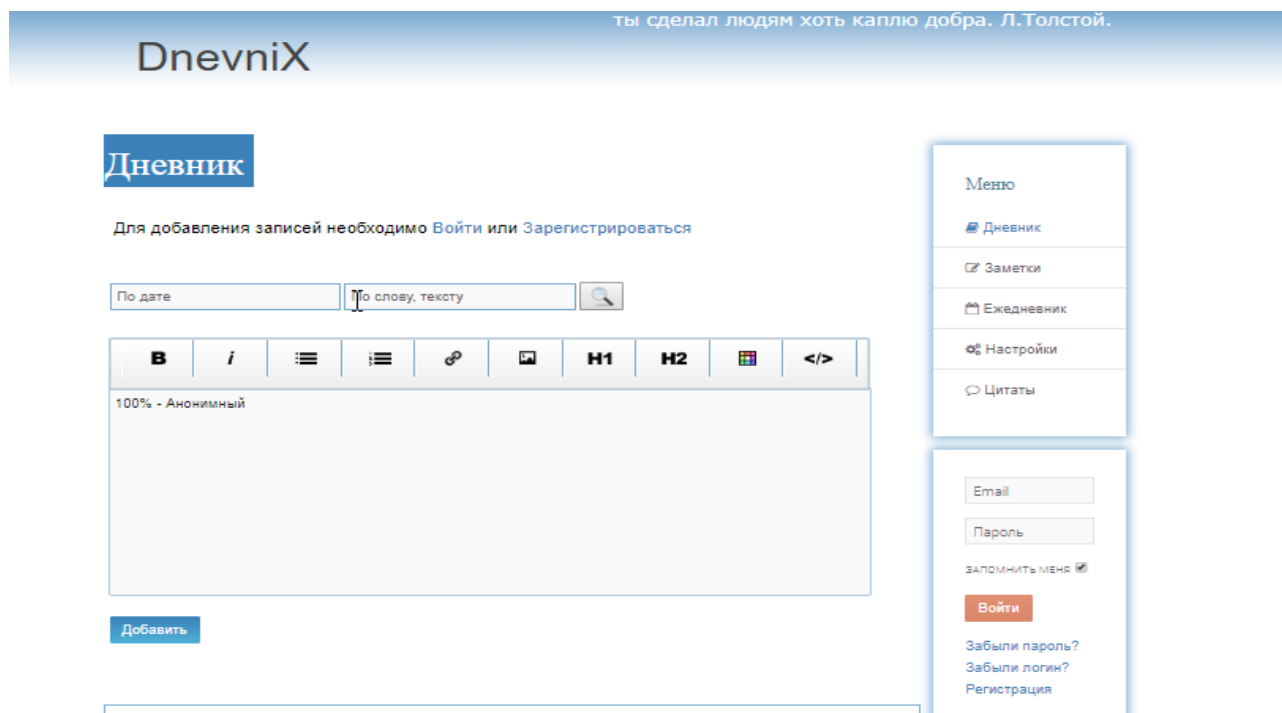 ты сделал людям хоть каплю добра. Л.Толстой.
DnevniX
Дневник
Для добавления записей необходимо Войти или Зарегистрироваться
По дате
По слову, тексту
B i H1 H2 </>
100% - Анонимный
Добавить
Меню
Дневник
Заметки
Ежедневник
Настройки
Цитаты
Email
Пароль
ЗАПОМНИТЬ МЕНЯ
Войти
Забыли пароль?
Забыли логин?
Регистрация